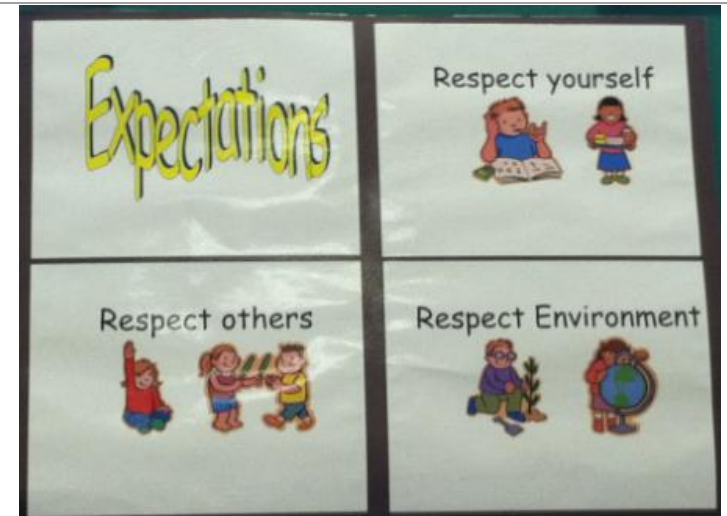 Expectations
Respect yourself
Respect others
Respect Environment